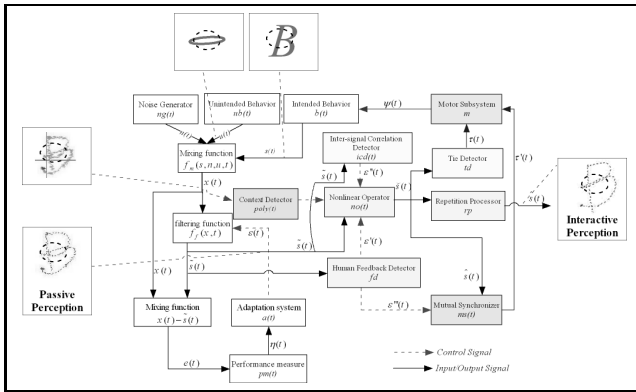 B
Noise Generator
ng(t)
Unintended Behavior
nb(t)
Intended Behavior
b(t)
ψ(t)
Motor Subsystem
m
n(t)
u(t)
s(t)
Inter-signal Correlation
Detector
icd(t)
τ(t)
τ'(t)
Mixing function
f_m (s, n, u, t)
s̃(t)
ε''(t)
Tie Detector
td
x(t)
Context Detector
poly(t)
Nonlinear Operator
no(t)
ŝ(t)
Repetition Processor
rp
ŝ(t)
Interactive
Perception
filtering function
f_f (x, t)
ε(t)
s̃(t)
ε'(t)
x(t)
s̃(t)
Human Feedback Detector
fd
ŝ(t)
Passive
Perception
Mixing function
x(t) − s̃(t)
Adaptation system
a(t)
ε'''(t)
Mutual Synchronizer
ms(t)
η(t)
e(t)
Performance measure
pm(t)
Control Signal
Input/Output Signal